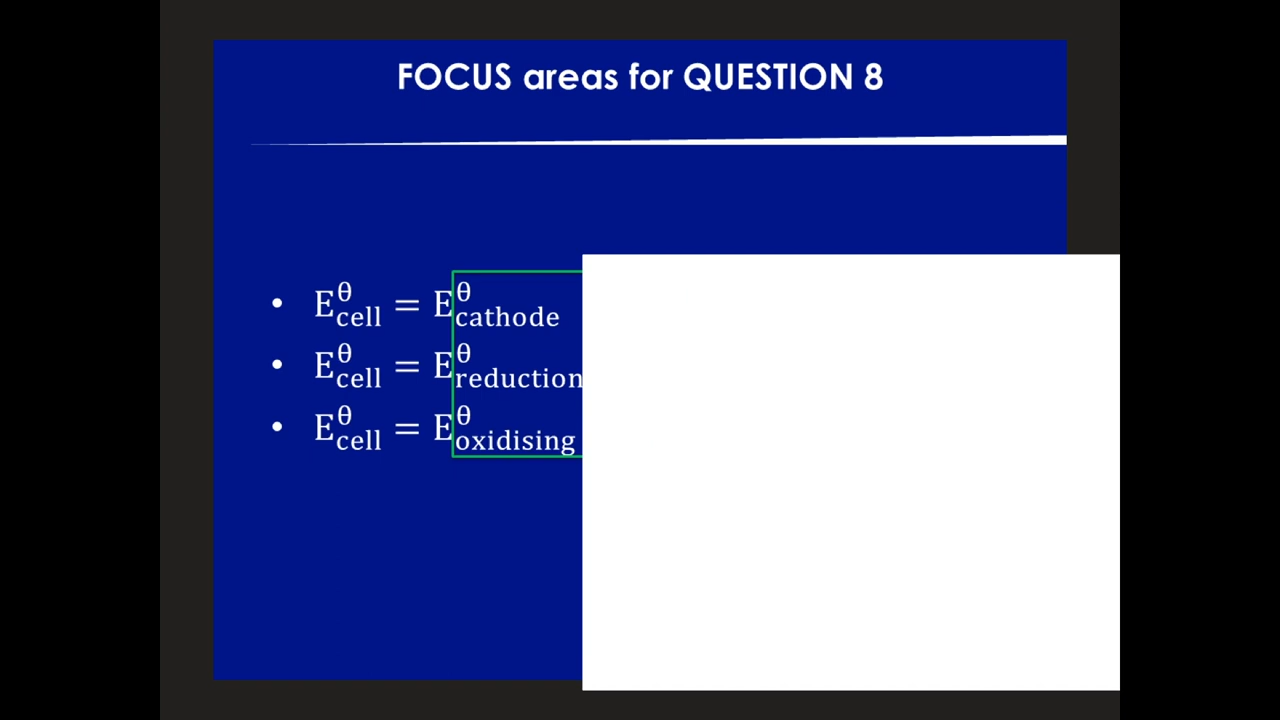 FOCUS areas for QUESTION 8
• E^θ_cell = E^θ_cathode
• E^θ_cell = E^θ_reduction
• E^θ_cell = E^θ_oxidising